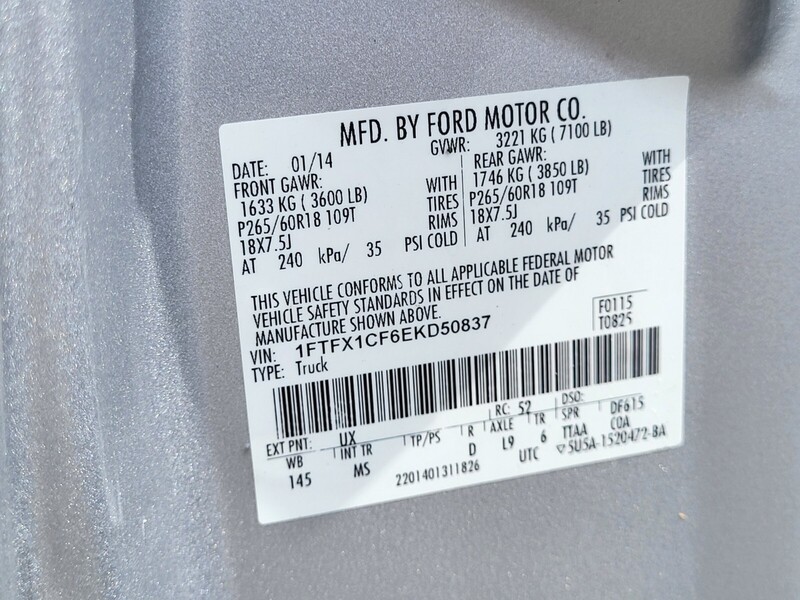 MFD. BY FORD MOTOR CO.
DATE: 01/14 GVWR: 3221 KG ( 7100 LB)
FRONT GAWR: REAR GAWR:
1633 KG ( 3600 LB) WITH 1746 KG ( 3850 LB) WITH
P265/60R18 109T TIRES P265/60R18 109T TIRES
18X7.5J RIMS 18X7.5J RIMS
AT 240 kPa/ 35 PSI COLD AT 240 kPa/ 35 PSI COLD
THIS VEHICLE CONFORMS TO ALL APPLICABLE FEDERAL MOTOR
VEHICLE SAFETY STANDARDS IN EFFECT ON THE DATE OF
MANUFACTURE SHOWN ABOVE.
VIN: 1FTFX1CF6EKD50837 F0115
TYPE: Truck T0825
EXT PNT: UX RC: 52 DSO:
WB INT TR TP/PS R AXLE TR SPR DF615
145 MS D L9 6 TTAA COA
2201401311826 UTC ▽5U5A-1520472-BA